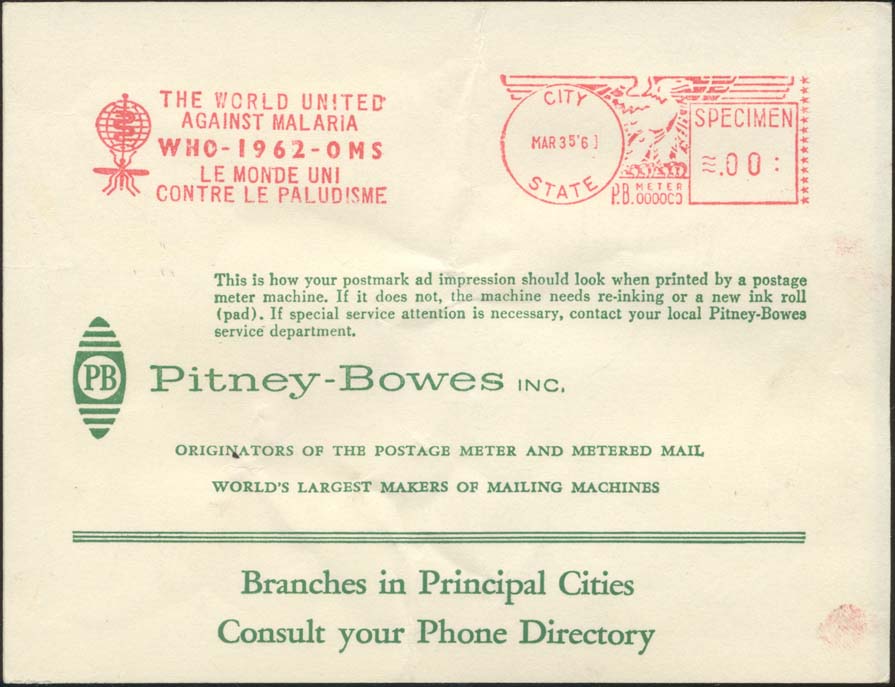 THE WORLD UNITED
AGAINST MALARIA
WHO-1962-OMS
LE MONDE UNI
CONTRE LE PALUDISME
CITY
MAR 35'61
STATE
P.B. METER 000000
SPECIMEN
.00:
This is how your postmark ad impression should look when printed by a postage
meter machine. If it does not, the machine needs re-inking or a new ink roll
(pad). If special service attention is necessary, contact your local Pitney-Bowes
service department.
PB
Pitney-Bowes INC.
ORIGINATORS OF THE POSTAGE METER AND METERED MAIL
WORLD'S LARGEST MAKERS OF MAILING MACHINES
Branches in Principal Cities
Consult your Phone Directory